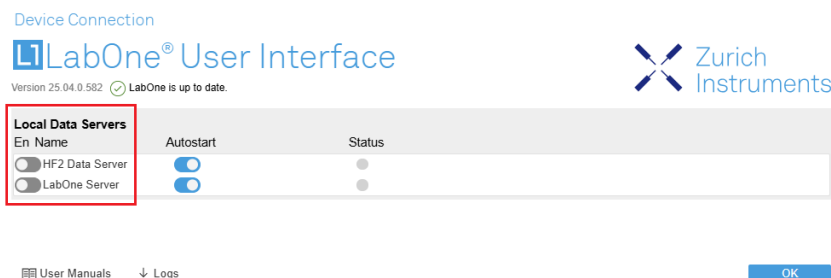 Device Connection
L1 LabOne® User Interface
Zurich
Instruments
Version 25.04.0.582 LabOne is up to date.
Local Data Servers
En Name Autostart Status
HF2 Data Server
LabOne Server
User Manuals ↓ Logs OK